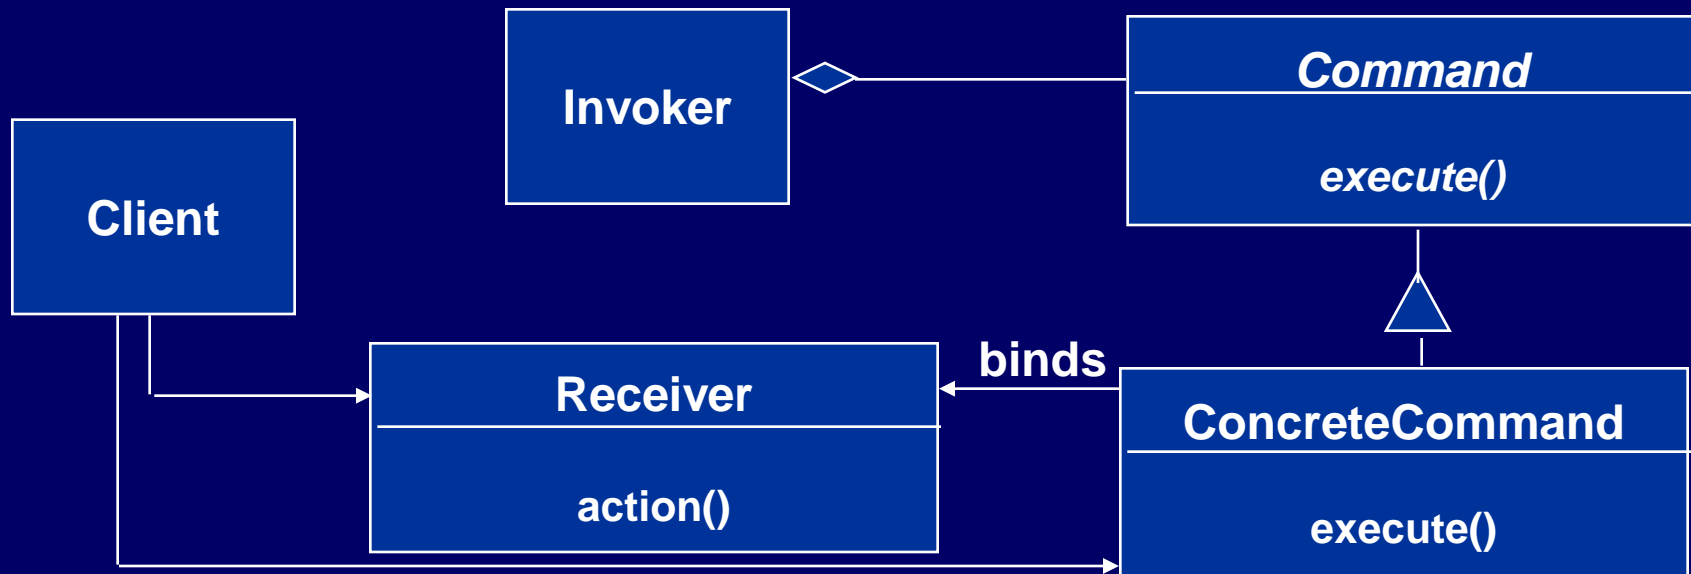 Invoker
Command
execute()
Client
Receiver
action()
binds
ConcreteCommand
execute()